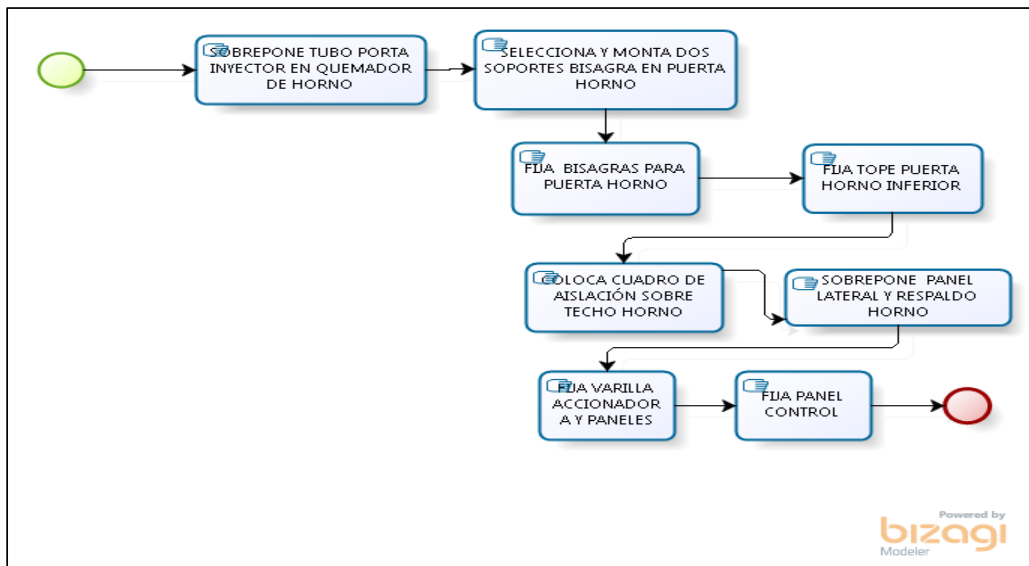 SOBREPONE TUBO PORTA
INYECTOR EN QUEMADOR
DE HORNO
SELECCIONA Y MONTA DOS
SOPORTES BISAGRA EN PUERTA
HORNO
FIJA BISAGRAS PARA
PUERTA HORNO
FIJA TOPE PUERTA
HORNO INFERIOR
COLOCA CUADRO DE
AISLACIÓN SOBRE
TECHO HORNO
SOBREPONE PANEL
LATERAL Y RESPALDO
HORNO
FIJA VARILLA
ACCIONADOR
A Y PANELES
FIJA PANEL
CONTROL
Powered by
bizagi
Modeler